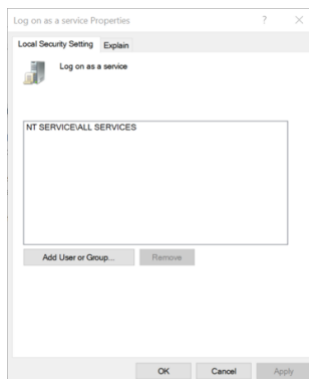 Log on as a service Properties
?
Local Security Setting
Explain
Log on as a service
NT SERVICE\ALL SERVICES
Add User or Group...
Remove
OK
Cancel
Apply